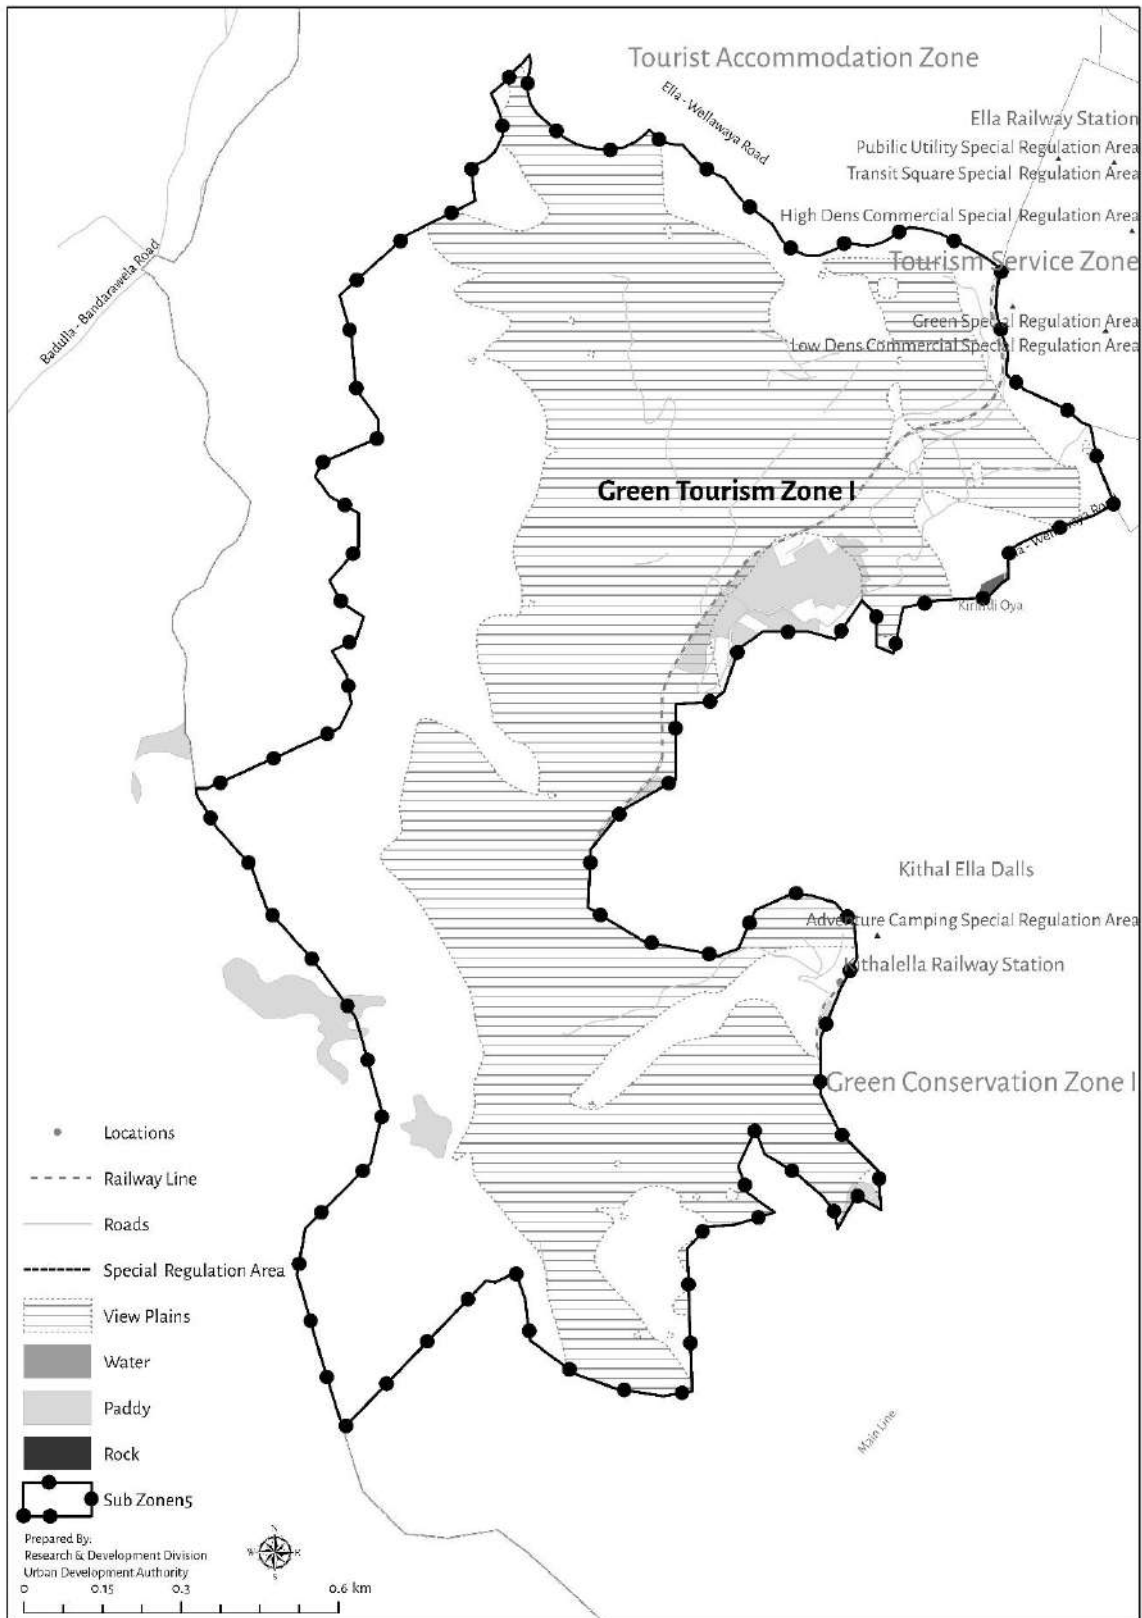 Tourist Accommodation Zone
Ella - Wellawaya Road
Ella Railway Station
Pubilic Utility Special Regulation Area
Transit Square Special Regulation Area
High Dens Commercial Special Regulation Area
Tourism Service Zone
Badulla - Bandarawela Road
Green Special Regulation Area
Low Dens Commercial Special Regulation Area
Green Tourism Zone I
Kirindi Oya
Kithal Ella Dalls
Adventure Camping Special Regulation Area
Kithalella Railway Station
Green Conservation Zone I
Locations
Railway Line
Roads
Special Regulation Area
View Plains
Water
Paddy
Rock
Sub Zonen5
Main Line
Prepared By:
Research & Development Division
Urban Development Authority
N
W
S
0 0.15 0.3 0.6 km